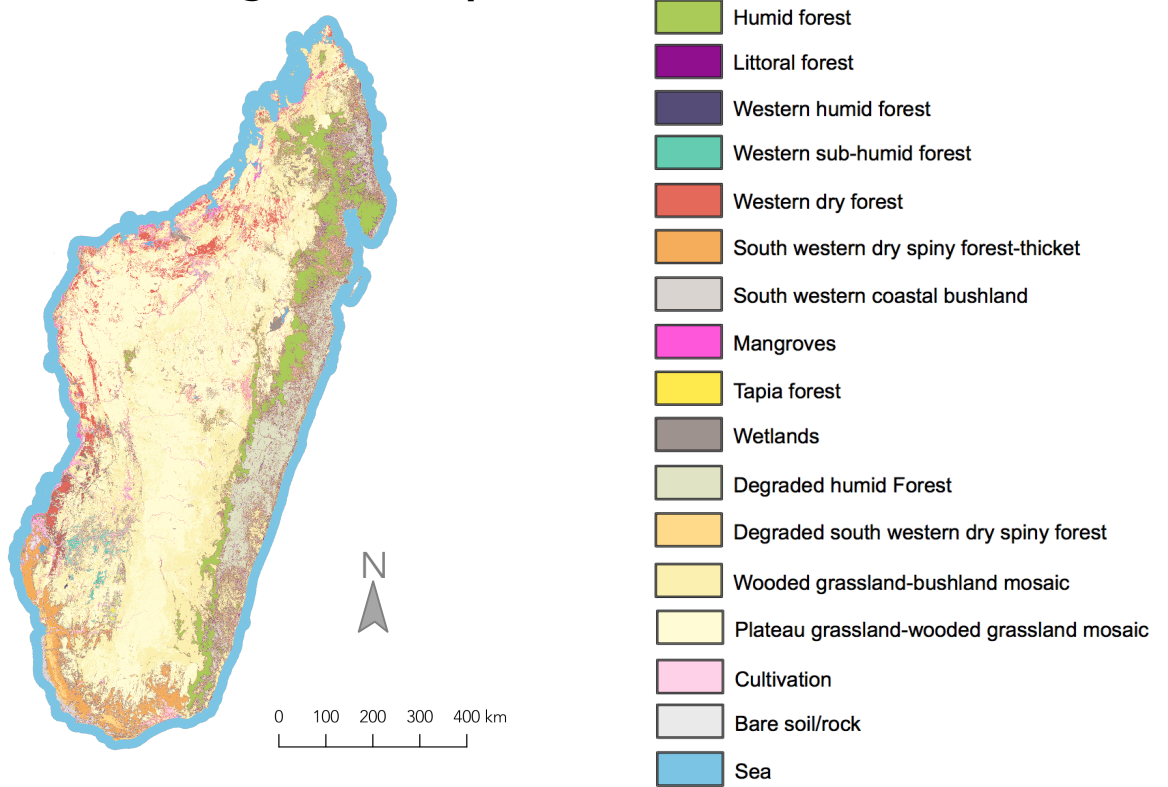 Humid forest
Littoral forest
Western humid forest
Western sub-humid forest
Western dry forest
South western dry spiny forest-thicket
South western coastal bushland
Mangroves
Tapia forest
Wetlands
Degraded humid Forest
Degraded south western dry spiny forest
Wooded grassland-bushland mosaic
Plateau grassland-wooded grassland mosaic
Cultivation
Bare soil/rock
Sea
N
0 100 200 300 400 km